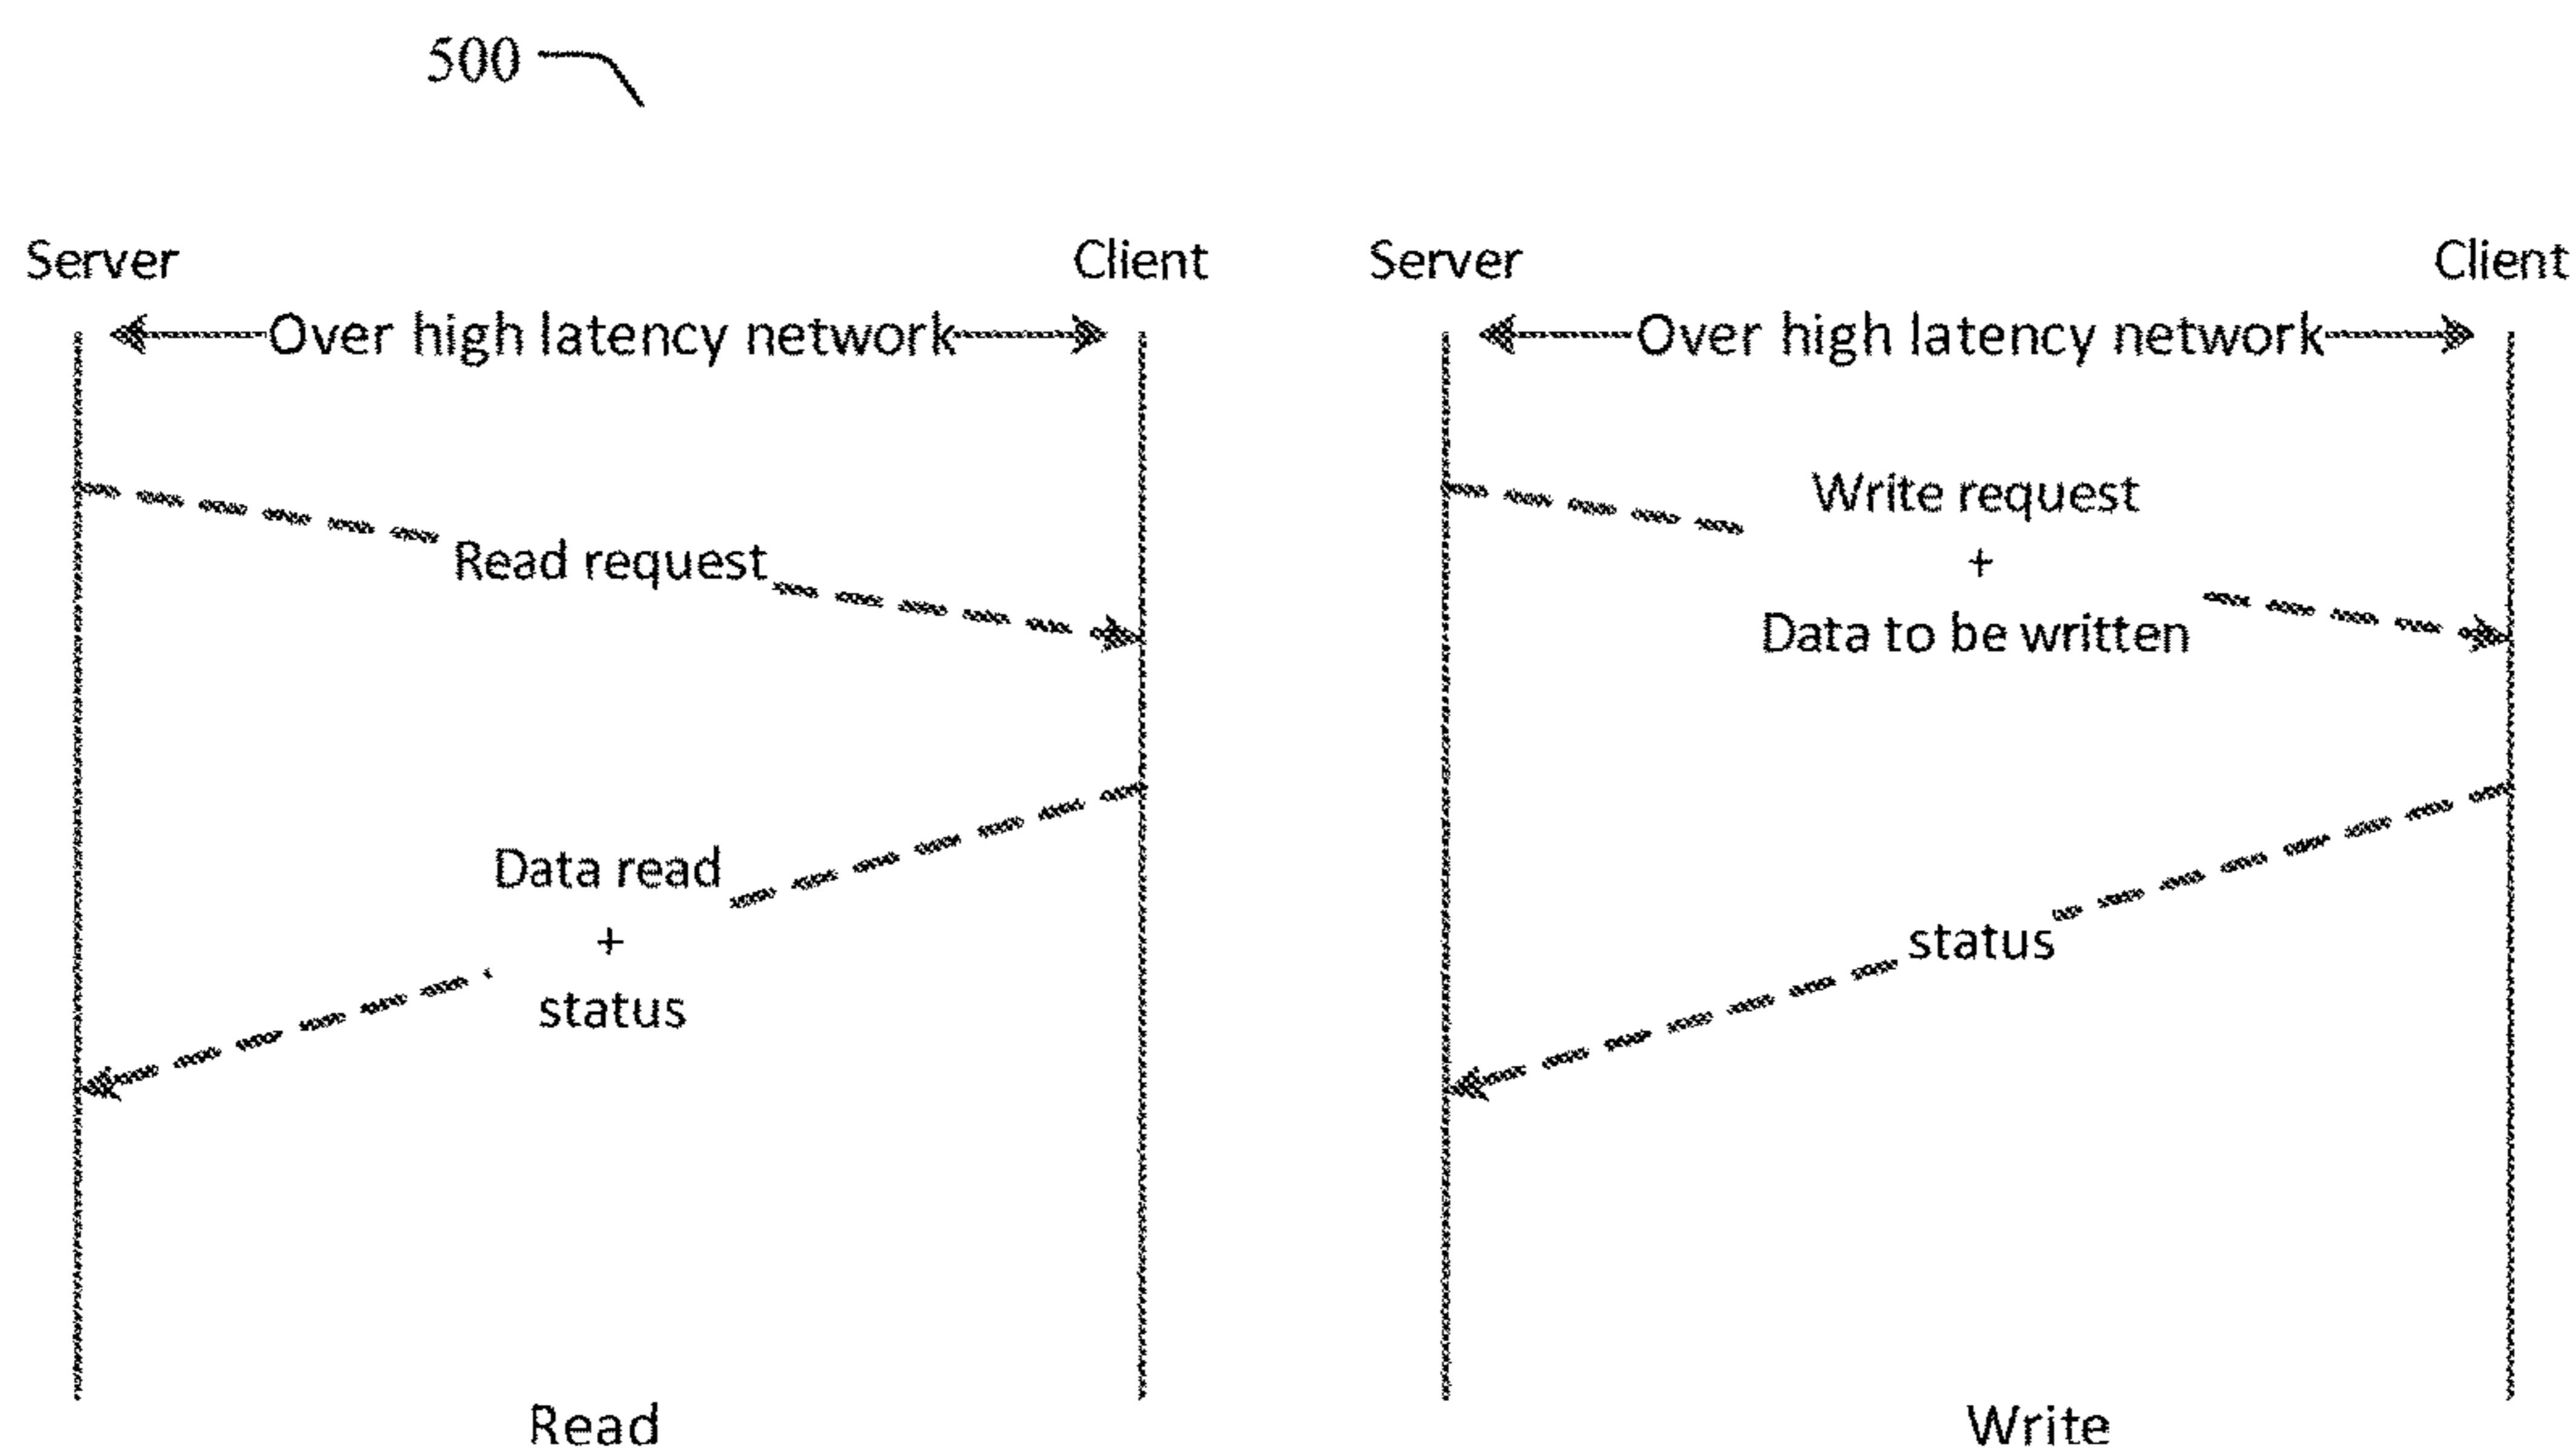 500
Server
Client
Over high latency network
Read request
Data read
+
status
Read
Server
Client
Over high latency network
Write request
+
Data to be written
status
Write